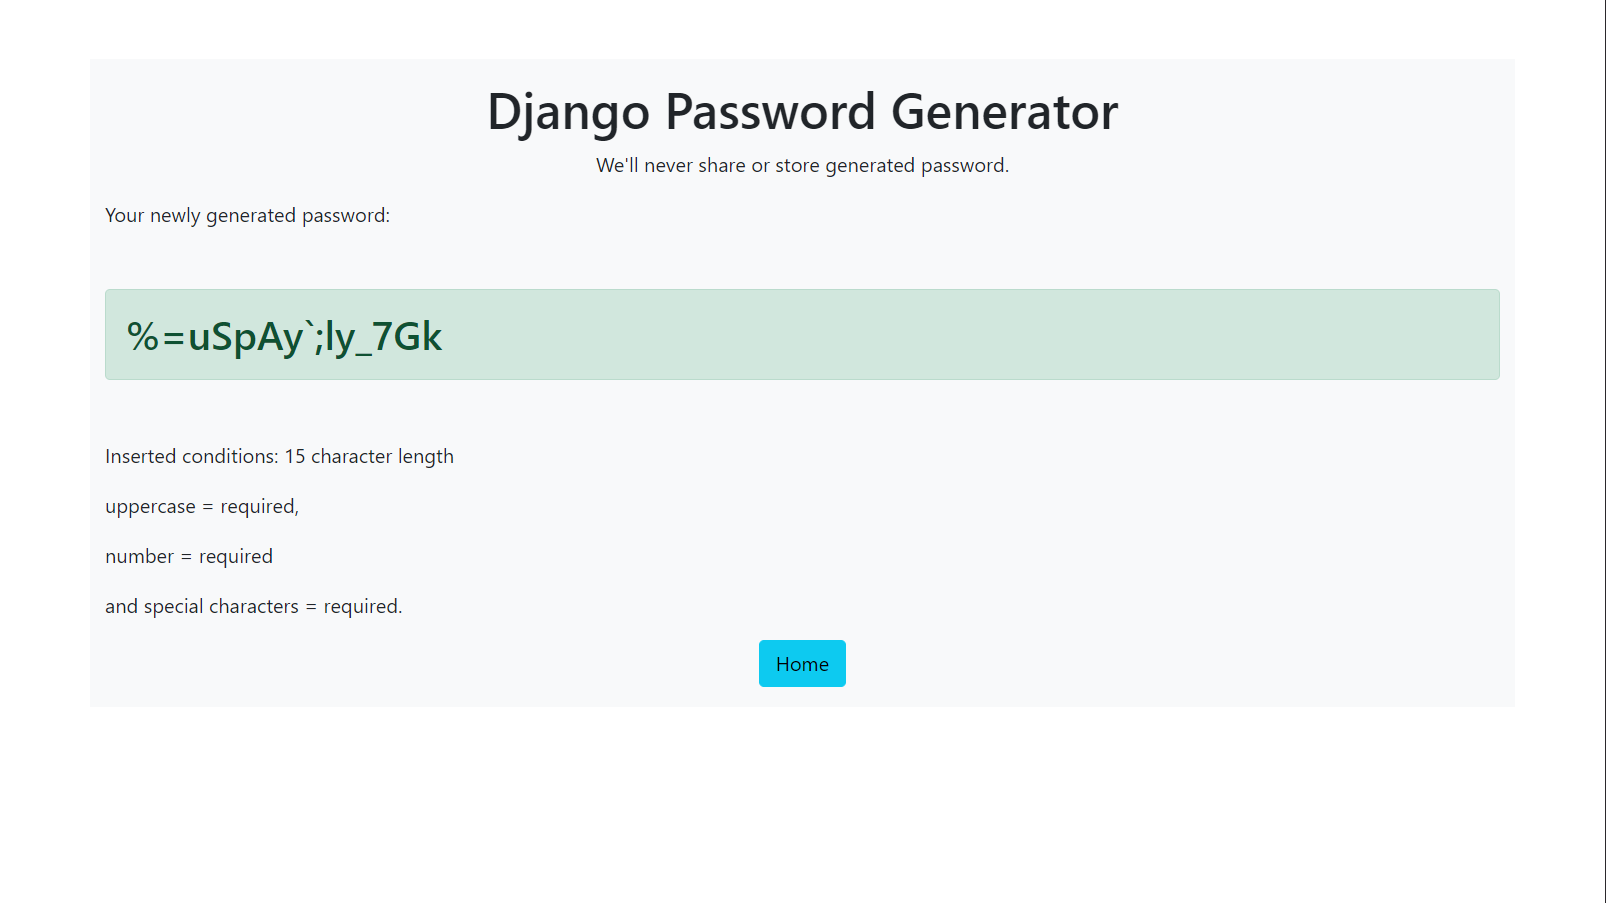 Django Password Generator
We'll never share or store generated password.
Your newly generated password:
%=uSpAy`;ly_7Gk
Inserted conditions: 15 character length
uppercase = required,
number = required
and special characters = required.
Home